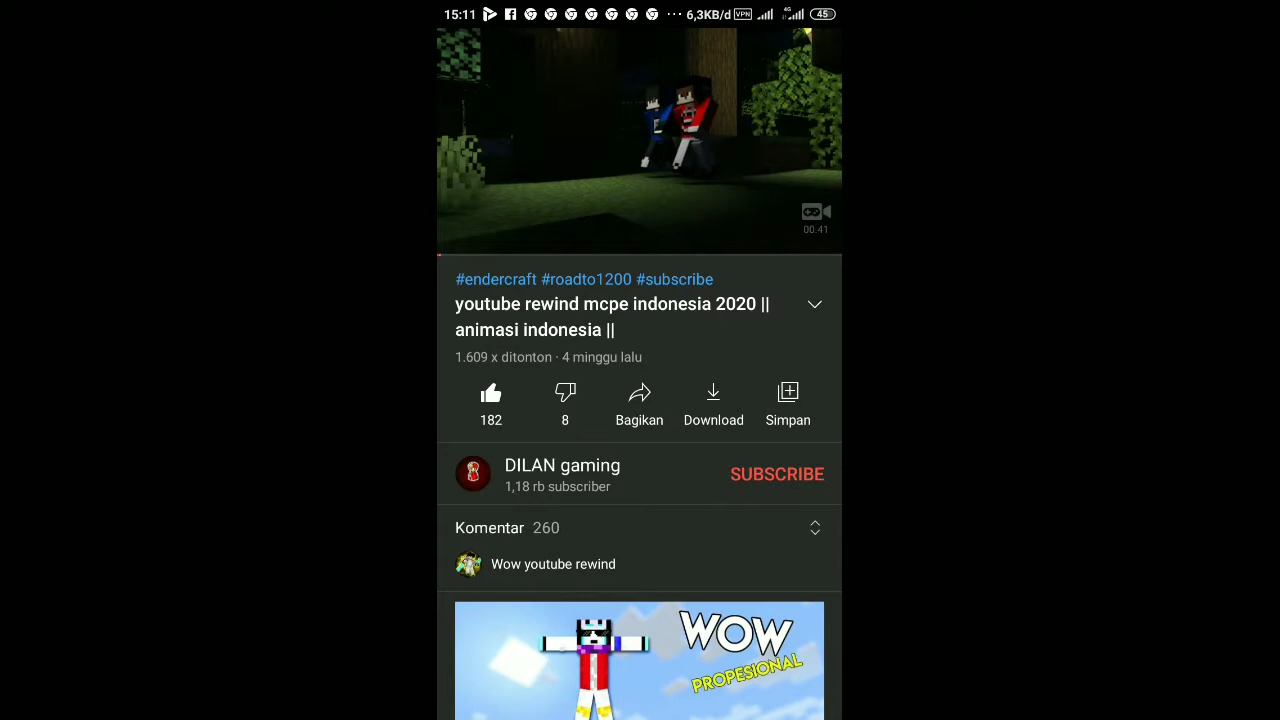 15:11 ··· 6,3KB/d VPN 4G 45
00.41
#endercraft #roadto1200 #subscribe
youtube rewind mcpe indonesia 2020 ||
animasi indonesia ||
1.609 x ditonton · 4 minggu lalu
182 8 Bagikan Download Simpan
DILAN gaming
1,18 rb subscriber
SUBSCRIBE
Komentar 260
Wow youtube rewind
WOW
PROPESIONAL